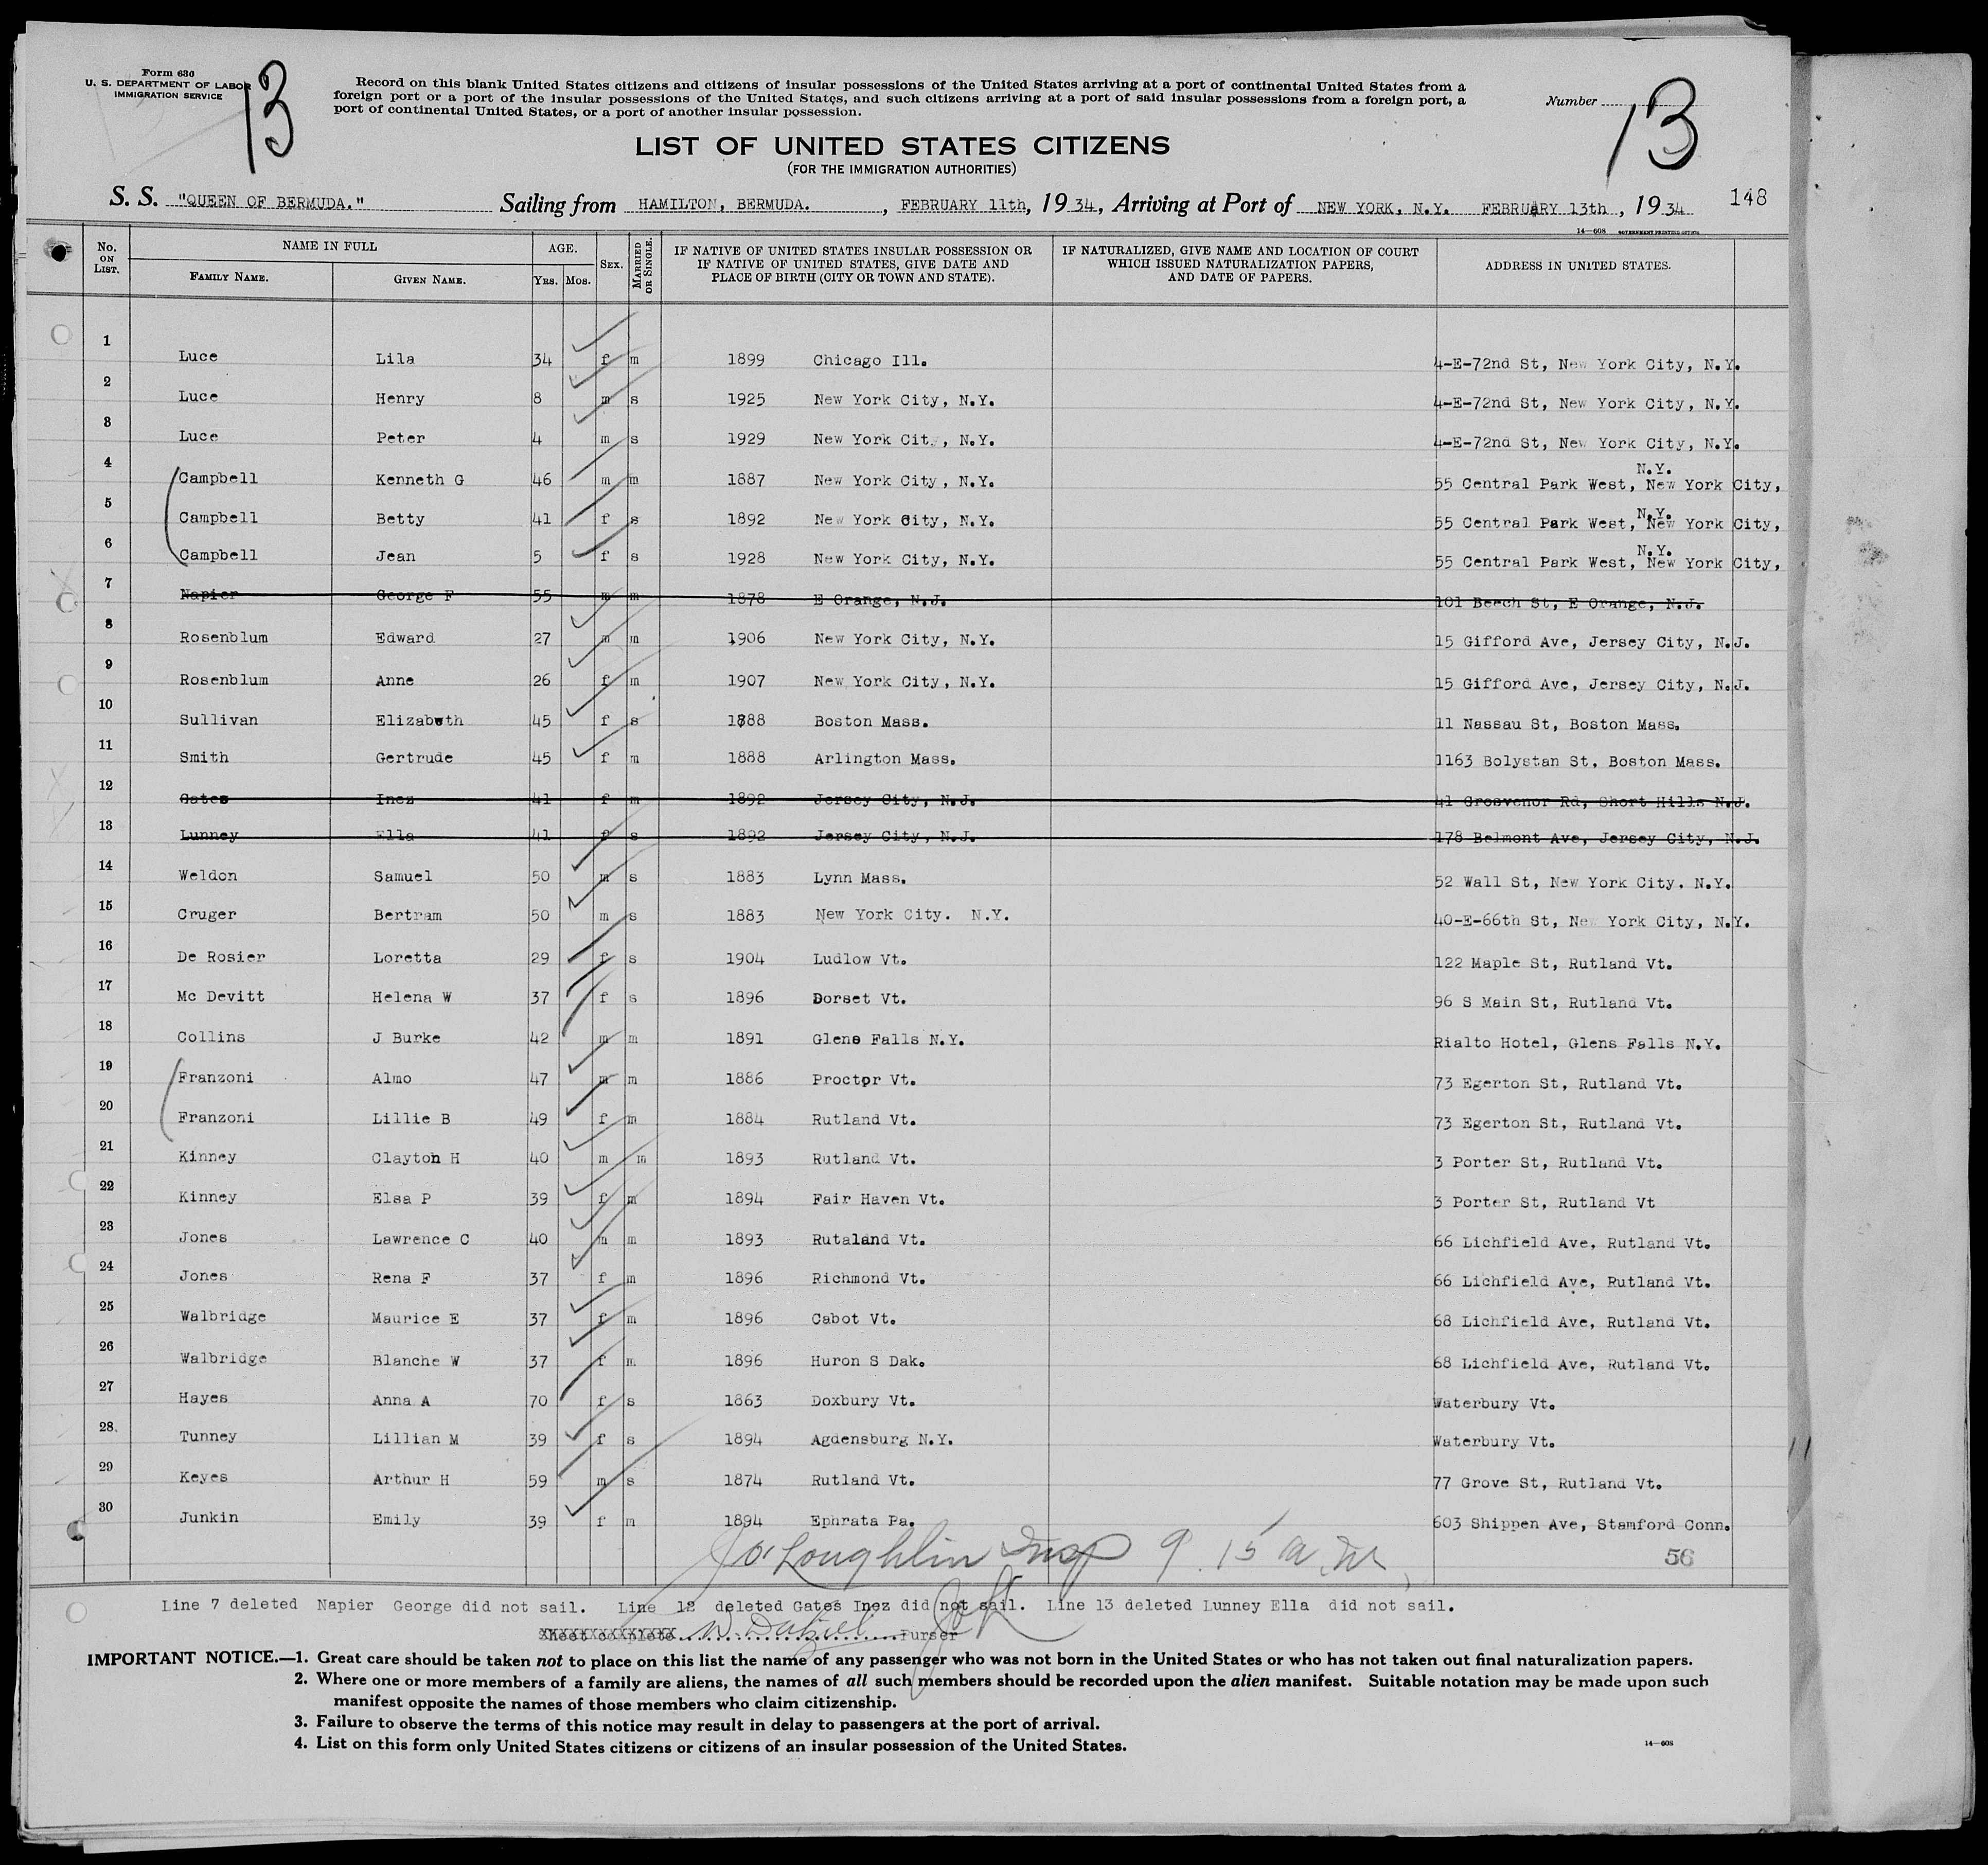 Form 630
U. S. DEPARTMENT OF LABOR
IMMIGRATION SERVICE
13
Record on this blank United States citizens and citizens of insular possessions of the United States arriving at a port of continental United States from a
foreign port or a port of the insular possessions of the United States, and such citizens arriving at a port of said insular possessions from a foreign port, a
port of continental United States, or a port of another insular possession.
Number 13
LIST OF UNITED STATES CITIZENS
(FOR THE IMMIGRATION AUTHORITIES)
S. S. "QUEEN OF BERMUDA." Sailing from HAMILTON, BERMUDA. , FEBRUARY 11th, 1934, Arriving at Port of NEW YORK, N.Y. FEBRUARY 13th , 1934 148
14—608 GOVERNMENT PRINTING OFFICE
No. ON LIST. NAME IN FULL FAMILY NAME. GIVEN NAME. AGE. YRS. MOS. SEX. MARRIED OR SINGLE. IF NATIVE OF UNITED STATES INSULAR POSSESSION OR IF NATIVE OF UNITED STATES, GIVE DATE AND PLACE OF BIRTH (CITY OR TOWN AND STATE). IF NATURALIZED, GIVE NAME AND LOCATION OF COURT WHICH ISSUED NATURALIZATION PAPERS, AND DATE OF PAPERS. ADDRESS IN UNITED STATES.
1 Luce Lila 34 f m 1899 Chicago Ill. 4-E-72nd St, New York City, N.Y.
2 Luce Henry 8 m s 1925 New York City, N.Y. 4-E-72nd St, New York City, N.Y.
3 Luce Peter 4 m s 1929 New York City, N.Y. 4-E-72nd St, New York City, N.Y.
4 Campbell Kenneth G 46 m m 1887 New York City, N.Y. 55 Central Park West, New York City, N.Y.
5 Campbell Betty 41 f s 1892 New York City, N.Y. 55 Central Park West, New York City, N.Y.
6 Campbell Jean 5 f s 1928 New York City, N.Y. 55 Central Park West, New York City, N.Y.
7 Napier George F 55 m m 1878 E Orange, N.J. 101 Beech St, E Orange, N.J.
8 Rosenblum Edward 27 m m 1906 New York City, N.Y. 15 Gifford Ave, Jersey City, N.J.
9 Rosenblum Anne 26 f m 1907 New York City, N.Y. 15 Gifford Ave, Jersey City, N.J.
10 Sullivan Elizabeth 45 f s 1888 Boston Mass. 11 Nassau St, Boston Mass.
11 Smith Gertrude 45 f m 1888 Arlington Mass. 1163 Bolystan St, Boston Mass.
12 Gates Inez 41 f m 1892 Jersey City, N.J. 41 Grosvenor Rd, Short Hills N.J.
13 Lunney Ella 41 f s 1892 Jersey City, N.J. 178 Belmont Ave, Jersey City, N.J.
14 Weldon Samuel 50 m s 1883 Lynn Mass. 52 Wall St, New York City. N.Y.
15 Cruger Bertram 50 m s 1883 New York City. N.Y. 40-E-66th St, New York City, N.Y.
16 De Rosier Loretta 29 f s 1904 Ludlow Vt. 122 Maple St, Rutland Vt.
17 Mc Devitt Helena W 37 f s 1896 Dorset Vt. 96 S Main St, Rutland Vt.
18 Collins J Burke 42 m m 1891 Glens Falls N.Y. Rialto Hotel, Glens Falls N.Y.
19 Franzoni Almo 47 m m 1886 Proctor Vt. 73 Egerton St, Rutland Vt.
20 Franzoni Lillie B 49 f m 1884 Rutland Vt. 73 Egerton St, Rutland Vt.
21 Kinney Clayton H 40 m m 1893 Rutland Vt. 3 Porter St, Rutland Vt.
22 Kinney Elsa P 39 f m 1894 Fair Haven Vt. 3 Porter St, Rutland Vt
23 Jones Lawrence C 40 m m 1893 Rutaland Vt. 66 Lichfield Ave, Rutland Vt.
24 Jones Rena F 37 f m 1896 Richmond Vt. 66 Lichfield Ave, Rutland Vt.
25 Walbridge Maurice E 37 f m 1896 Cabot Vt. 68 Lichfield Ave, Rutland Vt.
26 Walbridge Blanche W 37 f m 1896 Huron S Dak. 68 Lichfield Ave, Rutland Vt.
27 Hayes Anna A 70 f s 1863 Doxbury Vt. Waterbury Vt.
28 Tunney Lillian M 39 f s 1894 Agdensburg N.Y. Waterbury Vt.
29 Keyes Arthur H 59 m s 1874 Rutland Vt. 77 Grove St, Rutland Vt.
30 Junkin Emily 39 f m 1894 Ephrata Pa. 603 Shippen Ave, Stamford Conn.
J O'Loughlin Insp 9.15 a.m. 56
Line 7 deleted Napier George did not sail. Line 12 deleted Gates Inez did not sail. Line 13 deleted Lunney Ella did not sail.
Purser
IMPORTANT NOTICE.—1. Great care should be taken not to place on this list the name of any passenger who was not born in the United States or who has not taken out final naturalization papers.
2. Where one or more members of a family are aliens, the names of all such members should be recorded upon the alien manifest. Suitable notation may be made upon such
manifest opposite the names of those members who claim citizenship.
3. Failure to observe the terms of this notice may result in delay to passengers at the port of arrival.
4. List on this form only United States citizens or citizens of an insular possession of the United States.
14—608